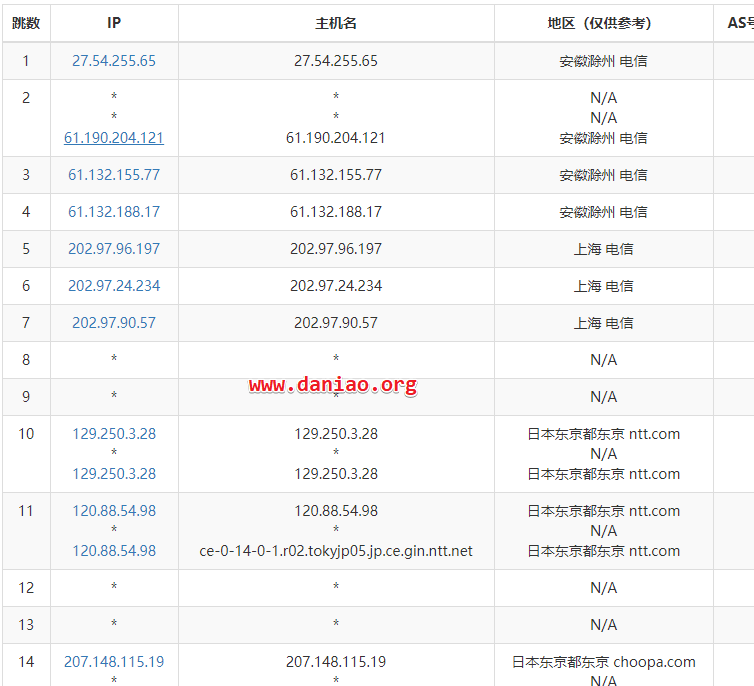 跳数 IP 主机名 地区（仅供参考）
1 27.54.255.65 27.54.255.65 安徽滁州 电信
2 * * N/A
* * N/A
61.190.204.121 61.190.204.121 安徽滁州 电信
3 61.132.155.77 61.132.155.77 安徽滁州 电信
4 61.132.188.17 61.132.188.17 安徽滁州 电信
5 202.97.96.197 202.97.96.197 上海 电信
6 202.97.24.234 202.97.24.234 上海 电信
7 202.97.90.57 202.97.90.57 上海 电信
8 * * N/A
www.daniao.org
9 * * N/A
10 129.250.3.28 129.250.3.28 日本东京都东京 ntt.com
* * N/A
129.250.3.28 129.250.3.28 日本东京都东京 ntt.com
11 120.88.54.98 120.88.54.98 日本东京都东京 ntt.com
* * N/A
120.88.54.98 ce-0-14-0-1.r02.tokyjp05.jp.ce.gin.ntt.net 日本东京都东京 ntt.com
12 * * N/A
13 * * N/A
14 207.148.115.19 207.148.115.19 日本东京都东京 choopa.com
* * N/A